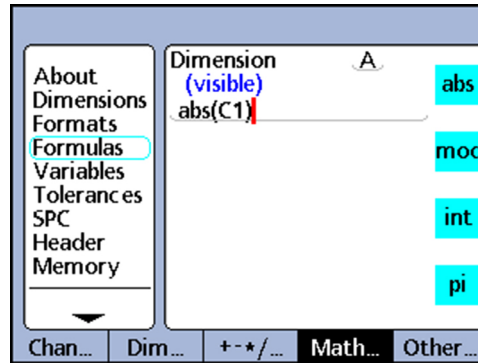 About
Dimensions
Formats
Formulas
Variables
Tolerances
SPC
Header
Memory
Dimension A
(visible)
abs(C1)
abs
mod
int
pi
Chan... Dim... +-*/... Math... Other...